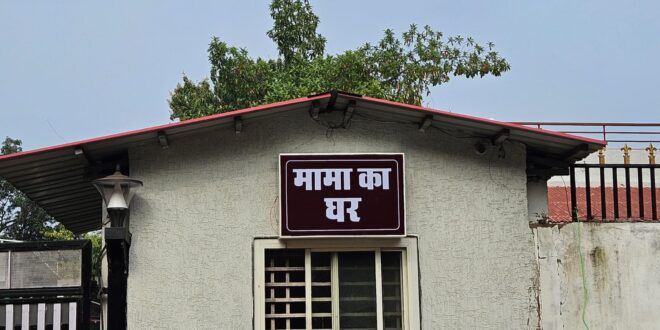 मामा का
घर